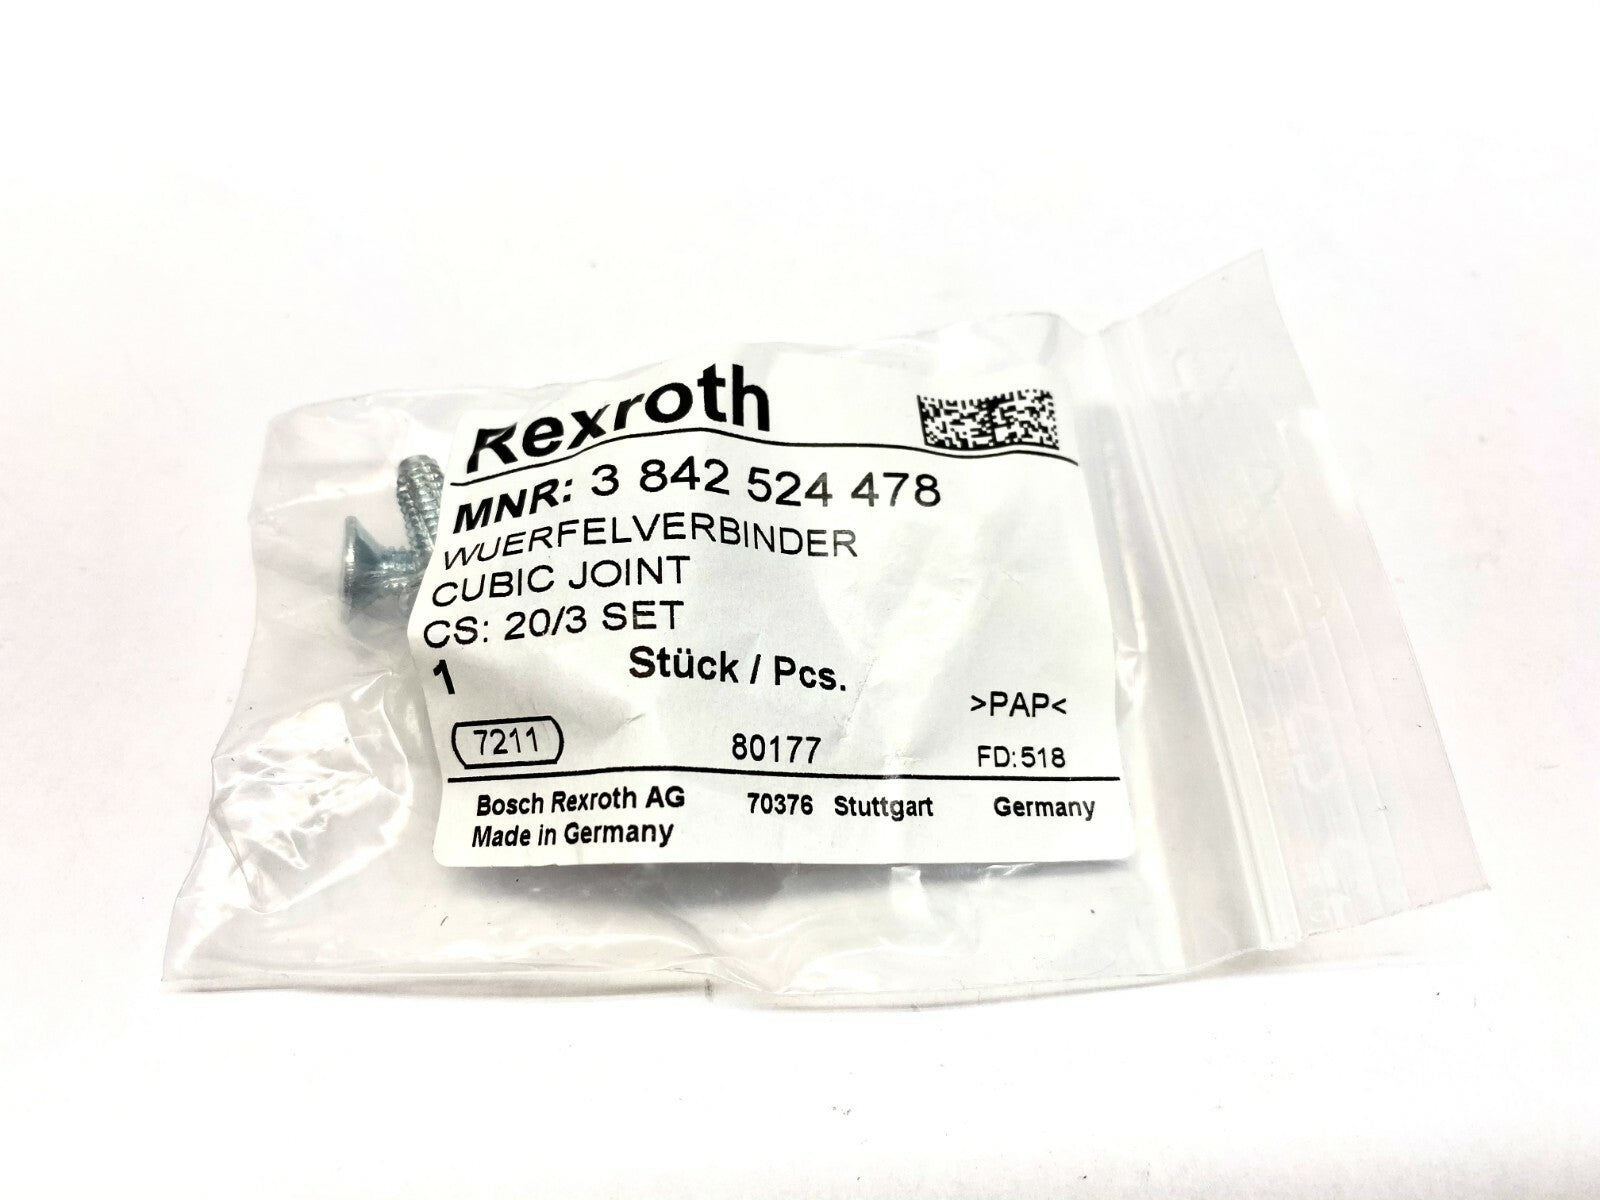 Rexroth
MNR: 3 842 524 478
WUERFELVERBINDER
CUBIC JOINT
CS: 20/3 SET
1 Stück / Pcs.
>PAP<
7211 80177 FD:518
Bosch Rexroth AG 70376 Stuttgart Germany
Made in Germany